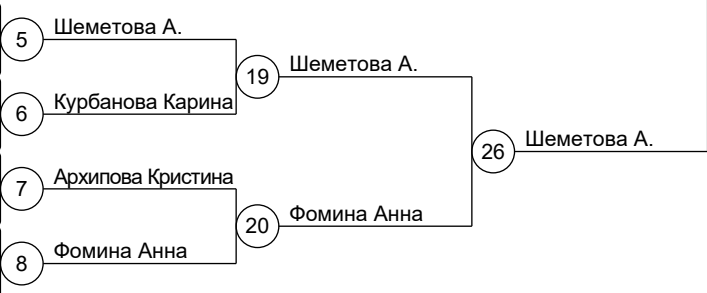 5 Шеметова А.
19 Шеметова А.
6 Курбанова Карина
26 Шеметова А.
7 Архипова Кристина
20 Фомина Анна
8 Фомина Анна